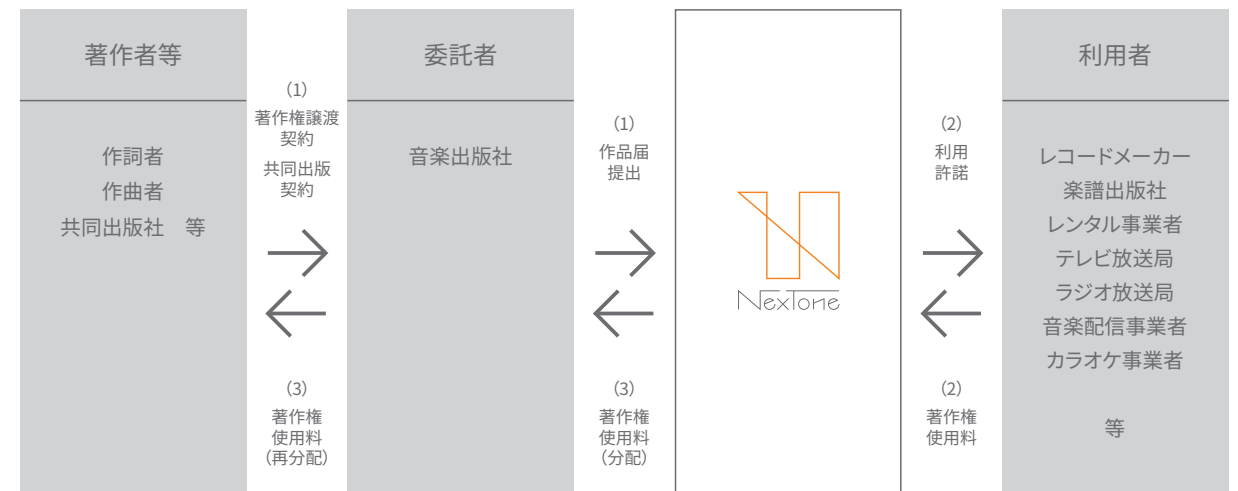 著作者等
作詞者
作曲者
共同出版社　等
（1）
著作権譲渡
契約
共同出版
契約
（3）
著作権
使用料
（再分配）
委託者
音楽出版社
（1）
作品届
提出
（3）
著作権
使用料
（分配）
NexTone
（2）
利用
許諾
（2）
著作権
使用料
利用者
レコードメーカー
楽譜出版社
レンタル事業者
テレビ放送局
ラジオ放送局
音楽配信事業者
カラオケ事業者
等